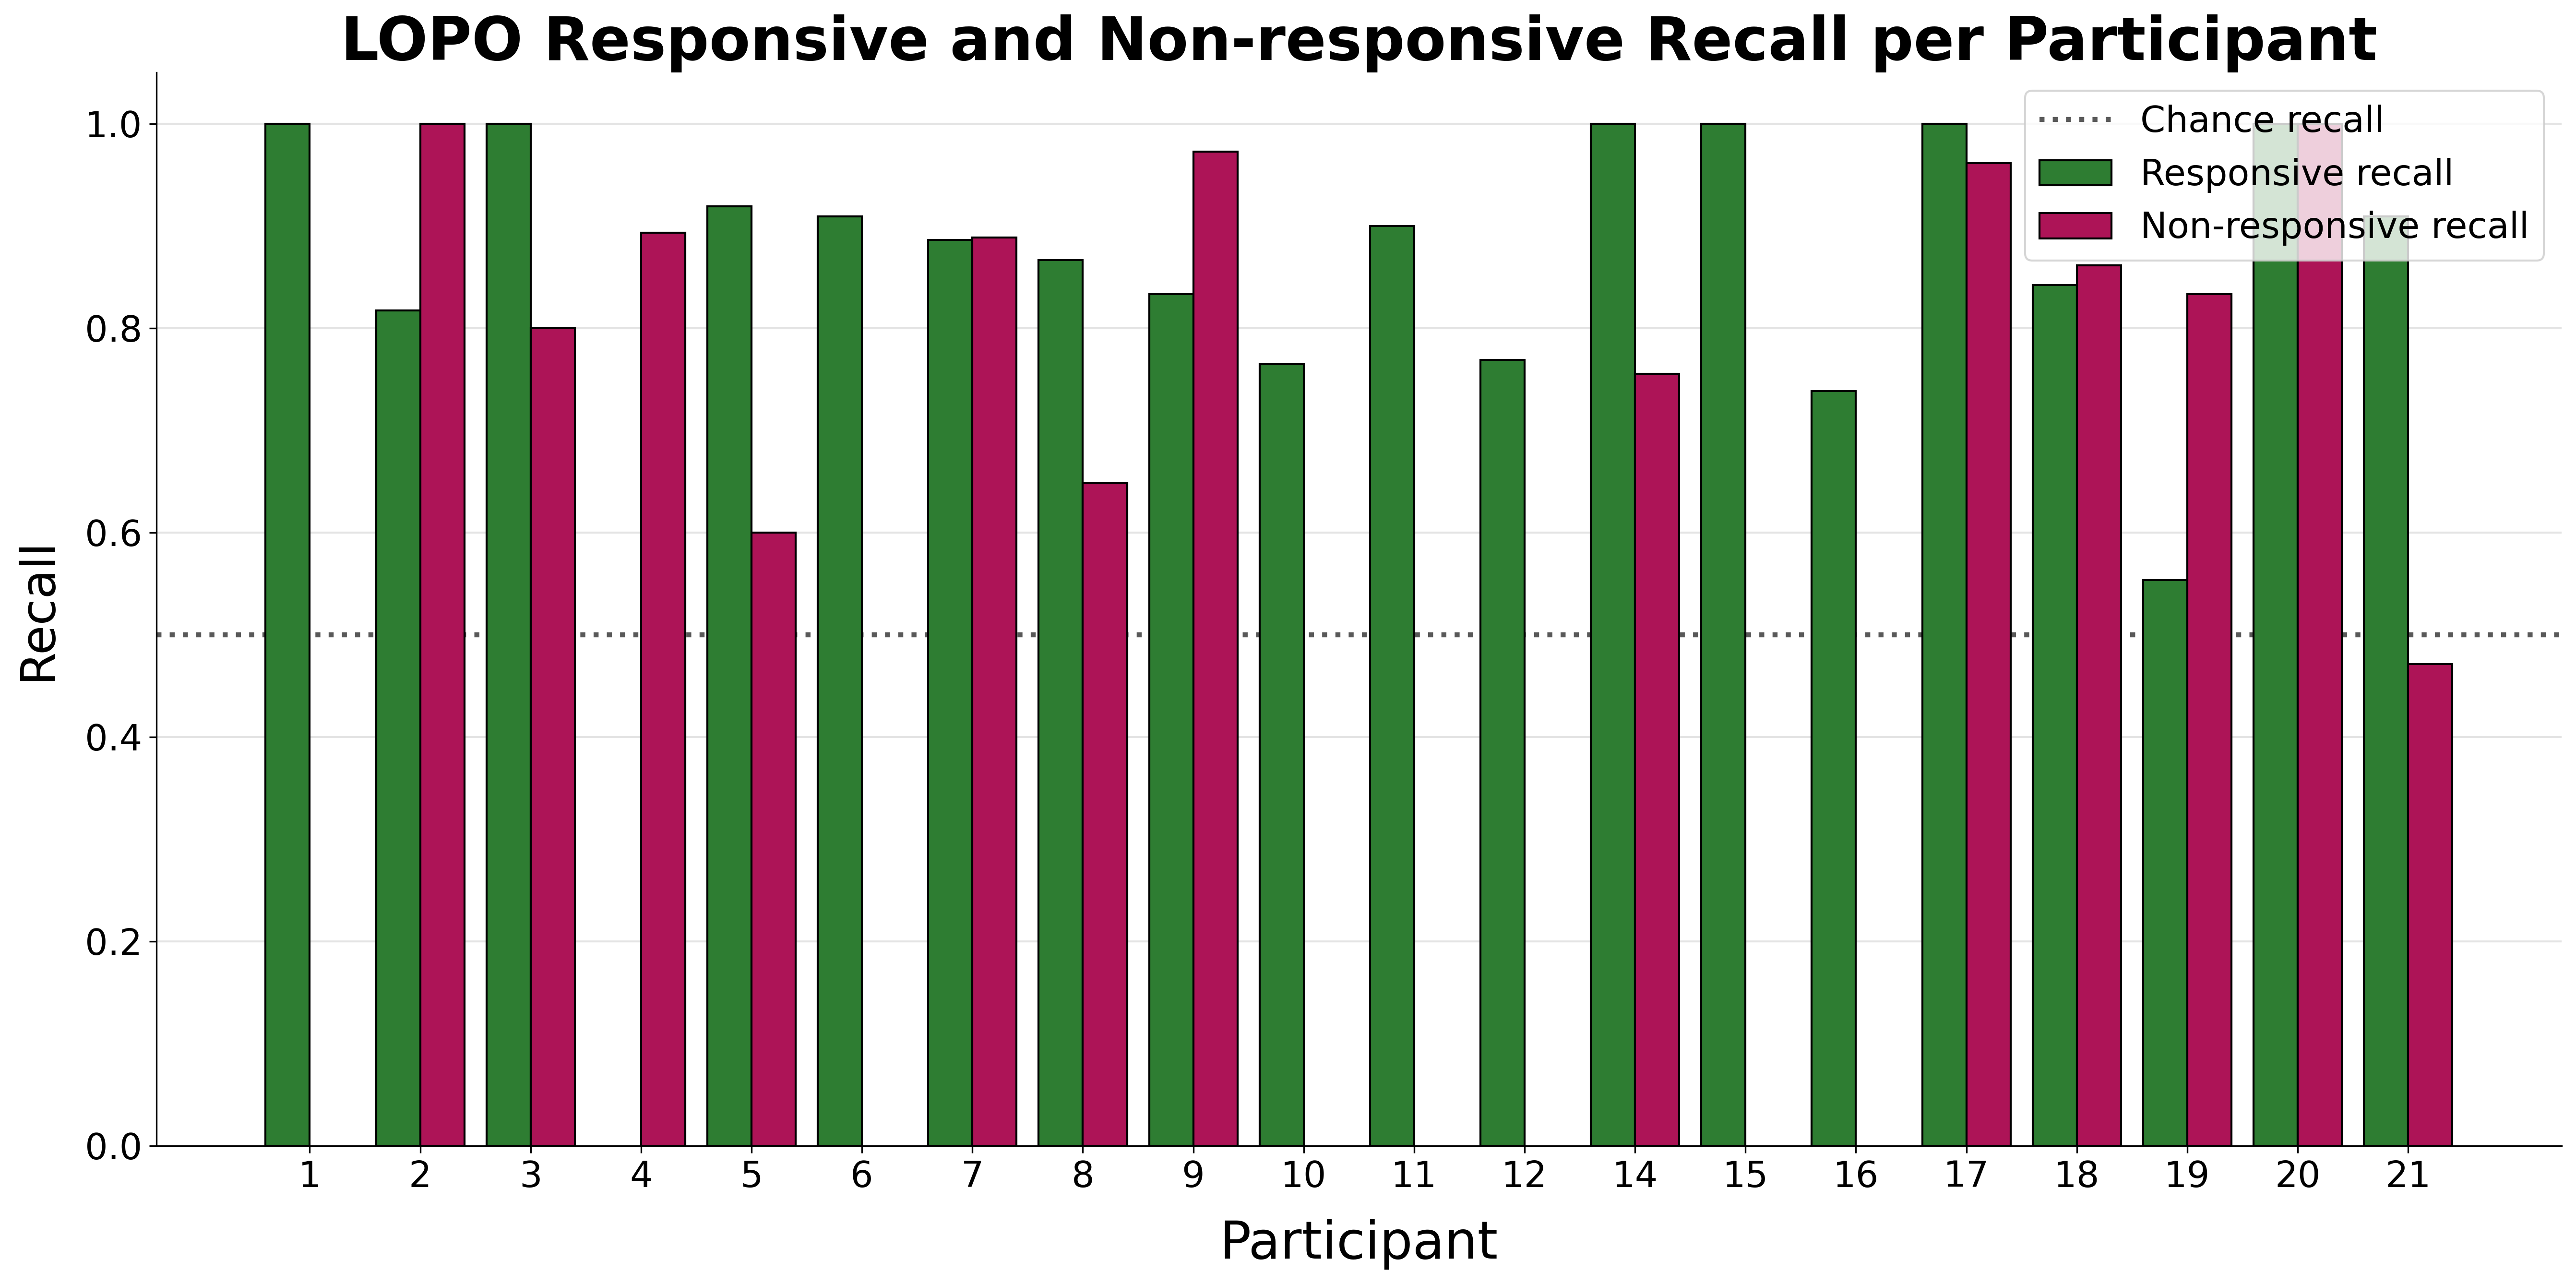 LOPO Responsive and Non-responsive Recall per Participant
Chance recall
Responsive recall
Non-responsive recall
Recall
1.0
0.8
0.6
0.4
0.2
0.0
1 2 3 4 5 6 7 8 9 10 11 12 14 15 16 17 18 19 20 21
Participant